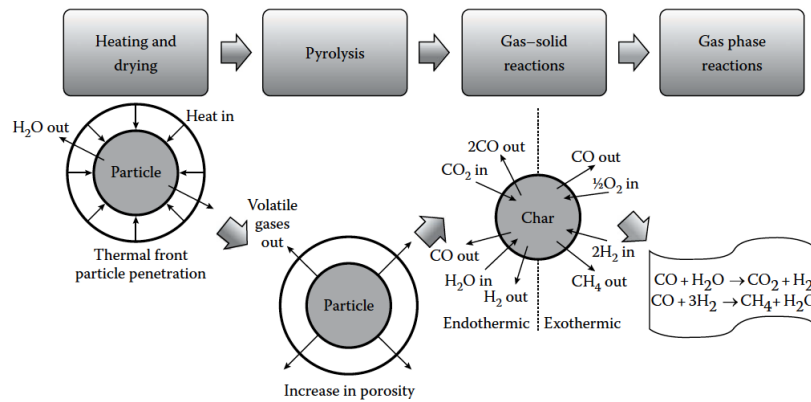 Heating and
drying
Pyrolysis
Gas–solid
reactions
Gas phase
reactions
H₂O out
Heat in
Particle
Thermal front
particle penetration
Volatile
gases
out
Particle
Increase in porosity
2CO out
CO₂ in
CO out
½O₂ in
Char
CO out
H₂O in
H₂ out
2H₂ in
CH₄ out
Endothermic
Exothermic
CO + H₂O → CO₂ + H₂
CO + 3H₂ → CH₄ + H₂O